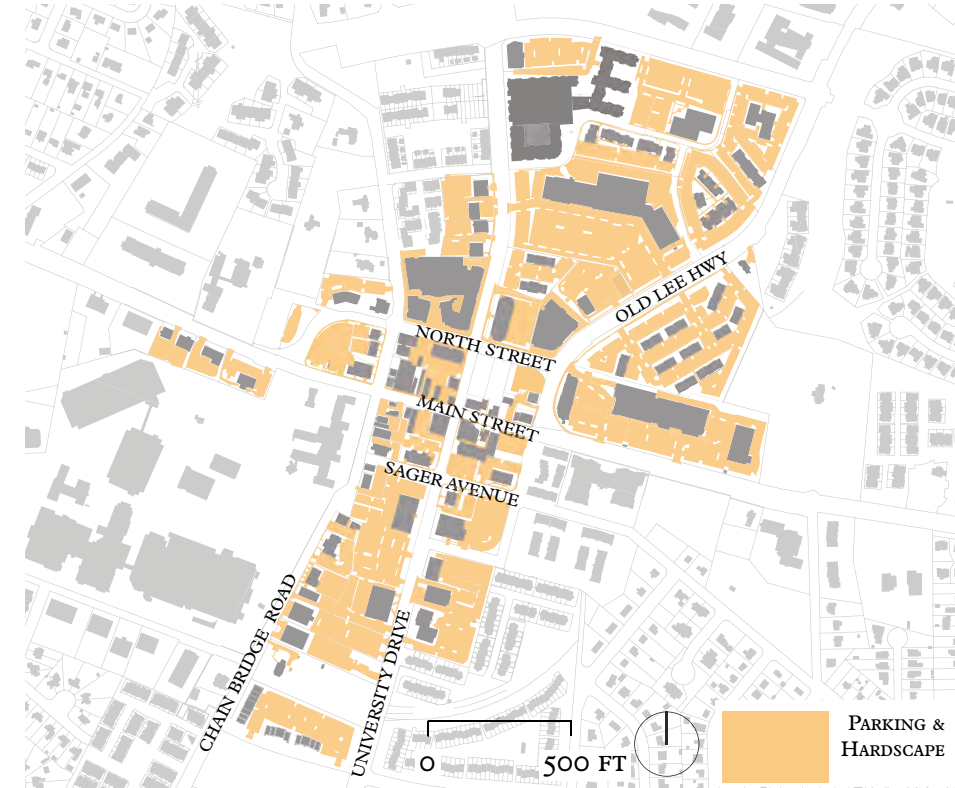 OLD LEE HWY
NORTH STREET
MAIN STREET
SAGER AVENUE
CHAIN BRIDGE ROAD
UNIVERSITY DRIVE
0
500 FT
PARKING &
HARDSCAPE